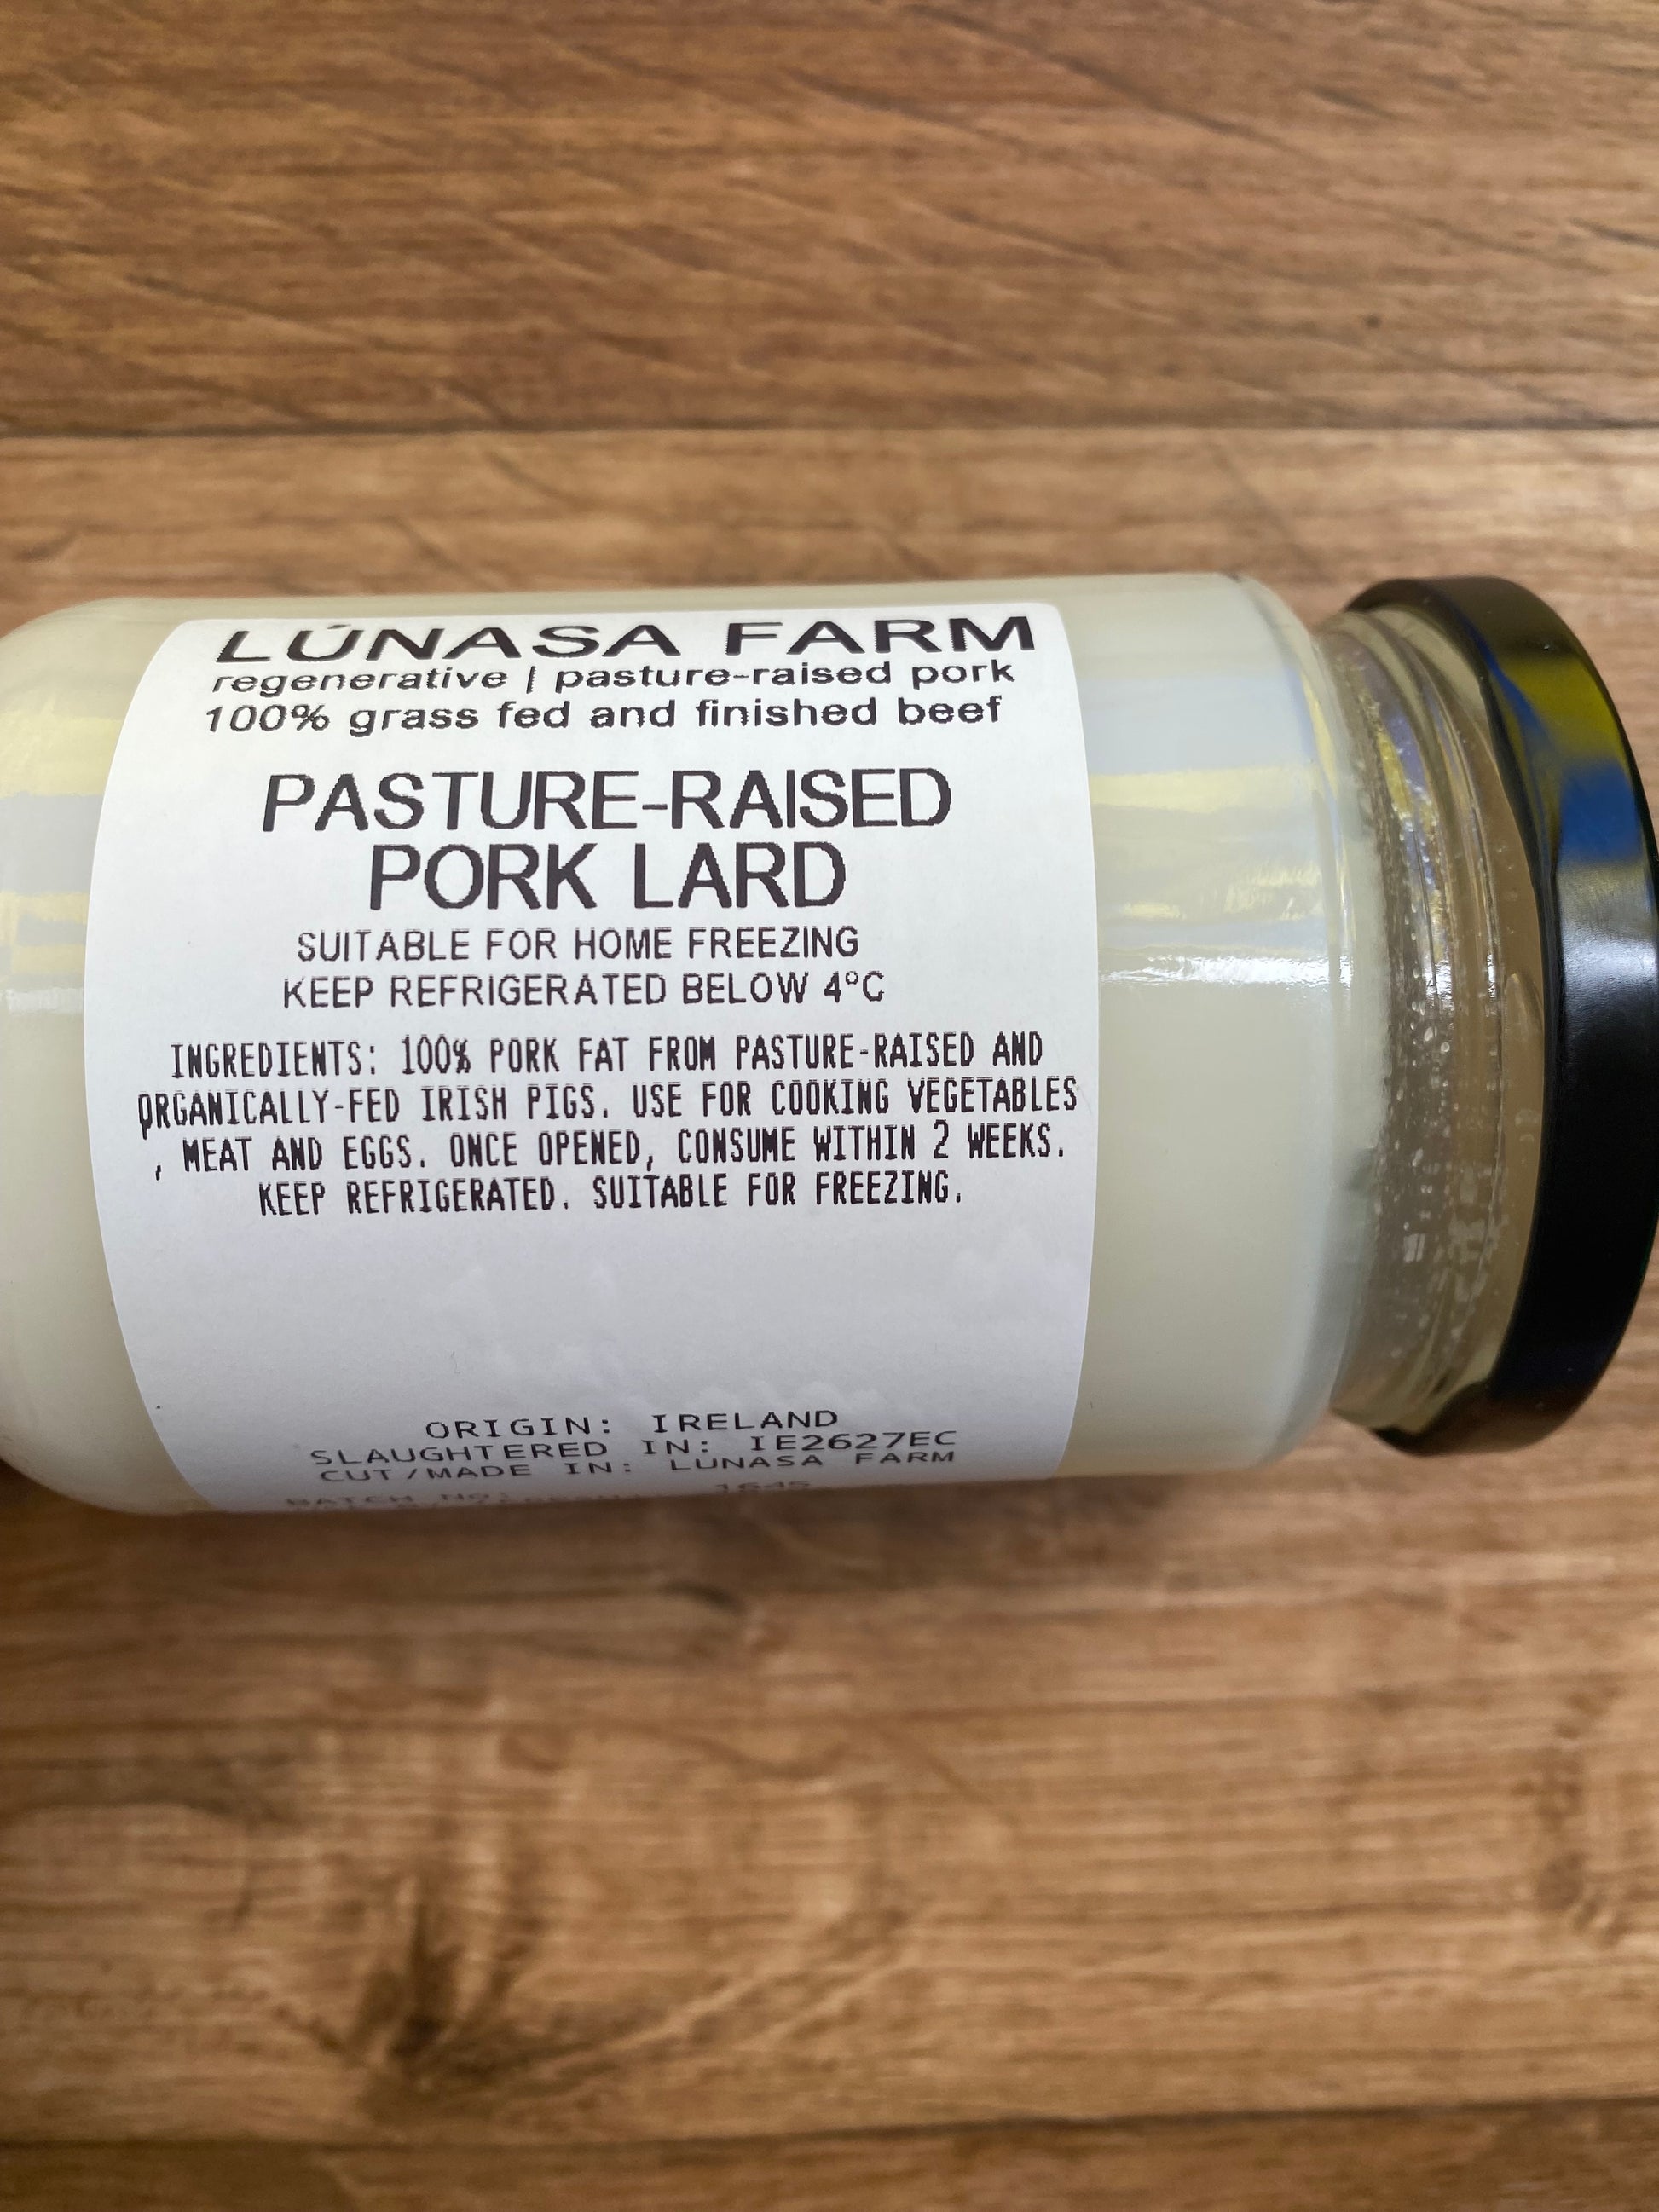 LÚNASA FARM
regenerative | pasture-raised pork
100% grass fed and finished beef
PASTURE-RAISED
PORK LARD
SUITABLE FOR HOME FREEZING
KEEP REFRIGERATED BELOW 4°C
INGREDIENTS: 100% PORK FAT FROM PASTURE-RAISED AND
ORGANICALLY-FED IRISH PIGS. USE FOR COOKING VEGETABLES
, MEAT AND EGGS. ONCE OPENED, CONSUME WITHIN 2 WEEKS.
KEEP REFRIGERATED. SUITABLE FOR FREEZING.
ORIGIN: IRELAND
SLAUGHTERED IN: IE2627EC
CUT/MADE IN: LÚNASA FARM
BATCH No: